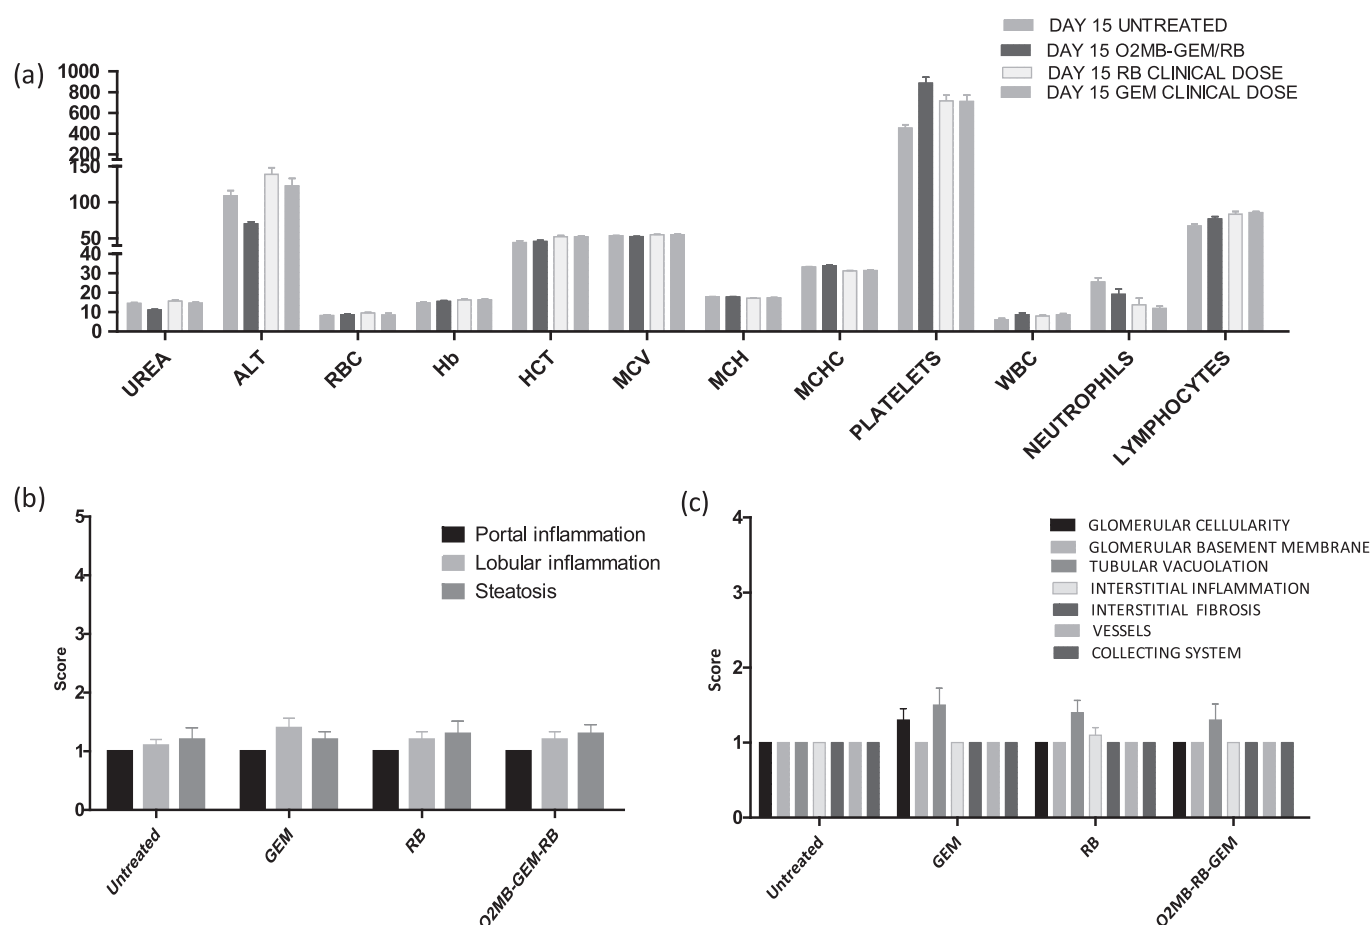 DAY 15 UNTREATED
DAY 15 O2MB-GEM/RB
DAY 15 RB CLINICAL DOSE
DAY 15 GEM CLINICAL DOSE
(a)
1000
800
600
400
200
150
100
50
40
30
20
10
0
UREA
ALT
RBC
Hb
HCT
MCV
MCH
MCHC
PLATELETS
WBC
NEUTROPHILS
LYMPHOCYTES
(b)
5
4
3
2
1
0
Score
Portal inflammation
Lobular inflammation
Steatosis
Untreated
GEM
RB
O2MB-GEM-RB
(c)
4
3
2
1
0
Score
GLOMERULAR CELLULARITY
GLOMERULAR BASEMENT MEMBRANE
TUBULAR VACUOLATION
INTERSTITIAL INFLAMMATION
INTERSTITIAL FIBROSIS
VESSELS
COLLECTING SYSTEM
Untreated
GEM
RB
O2MB-RB-GEM